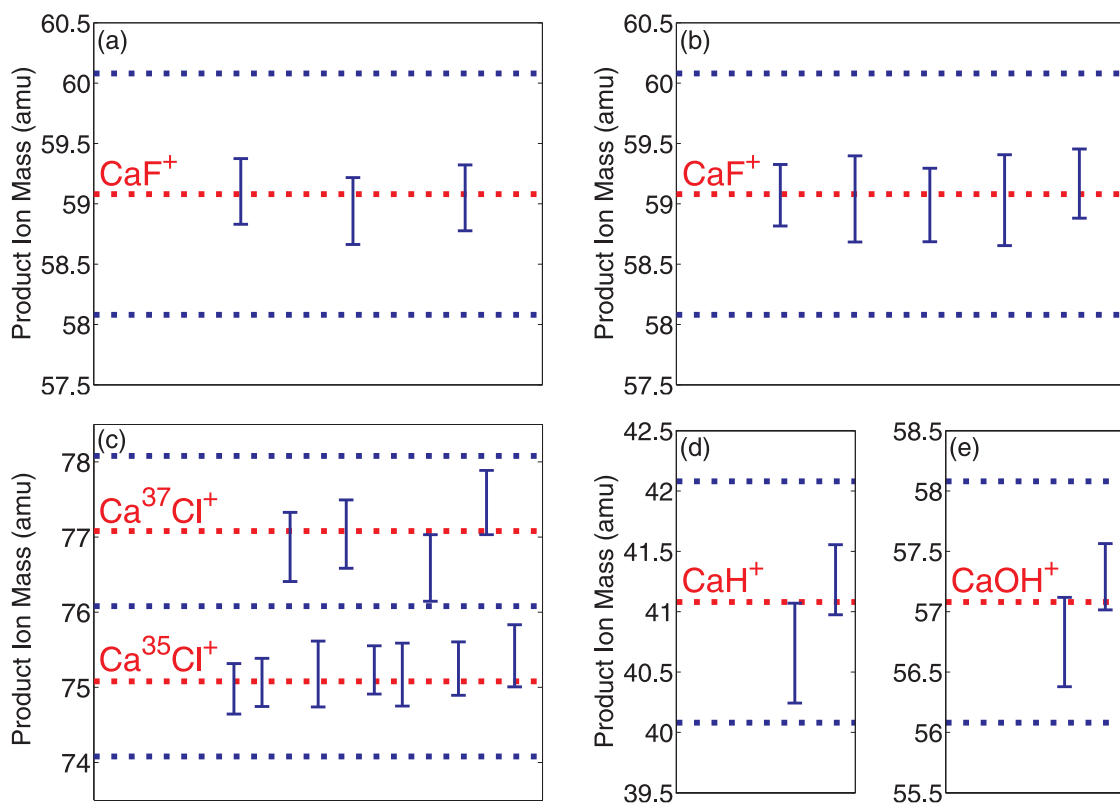 (a)
Product Ion Mass (amu)
60.5
60
59.5
59
58.5
58
57.5
CaF⁺
(b)
Product Ion Mass (amu)
60.5
60
59.5
59
58.5
58
57.5
CaF⁺
(c)
Product Ion Mass (amu)
78
77
76
75
74
Ca³⁷Cl⁺
Ca³⁵Cl⁺
(d)
Product Ion Mass (amu)
42.5
42
41.5
41
40.5
40
39.5
CaH⁺
(e)
58.5
58
57.5
57
56.5
56
55.5
CaOH⁺